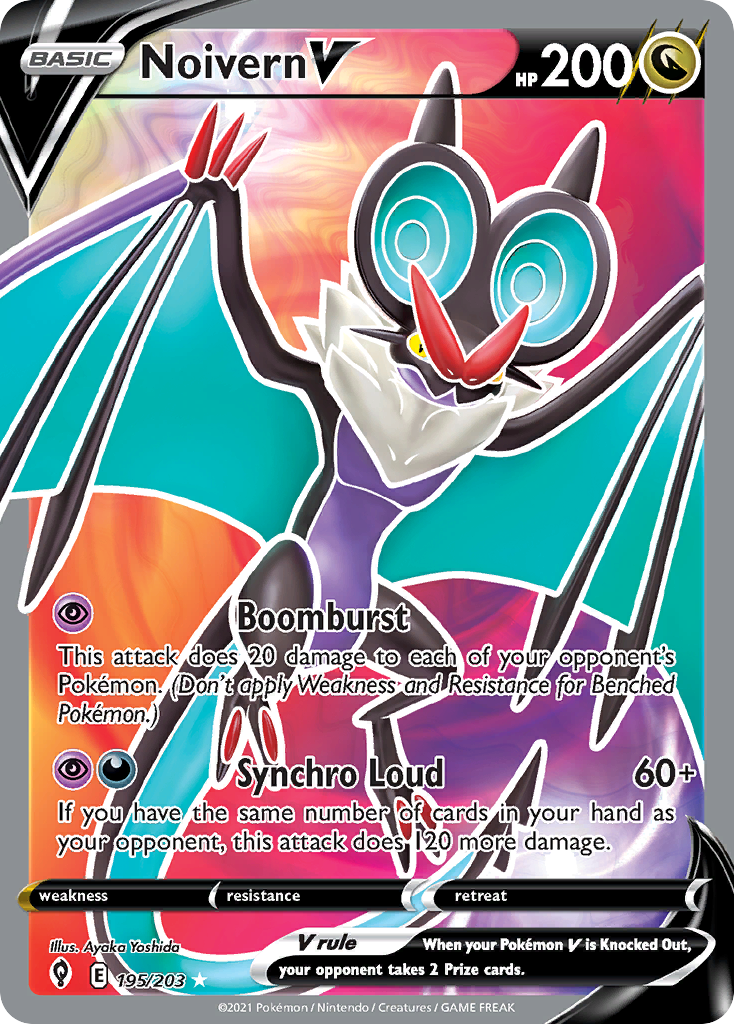 BASIC
Noivern V
HP 200
Boomburst
This attack does 20 damage to each of your opponent's
Pokémon. (Don't apply Weakness and Resistance for Benched
Pokémon.)
Synchro Loud 60+
If you have the same number of cards in your hand as
your opponent, this attack does 120 more damage.
weakness resistance retreat
Illus. Ayaka Yoshida
V rule When your Pokémon V is Knocked Out,
your opponent takes 2 Prize cards.
E 195/203 ★
©2021 Pokémon / Nintendo / Creatures / GAME FREAK